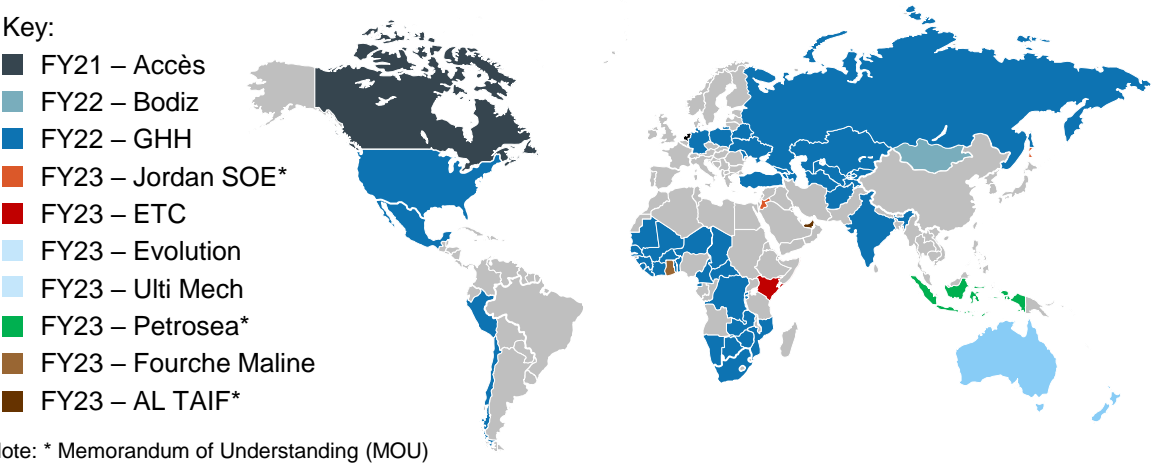 Key:
FY21 – Accès
FY22 – Bodiz
FY22 – GHH
FY23 – Jordan SOE*
FY23 – ETC
FY23 – Evolution
FY23 – Ulti Mech
FY23 – Petrosea*
FY23 – Fourche Maline
FY23 – AL TAIF*
lote: * Memorandum of Understanding (MOU)